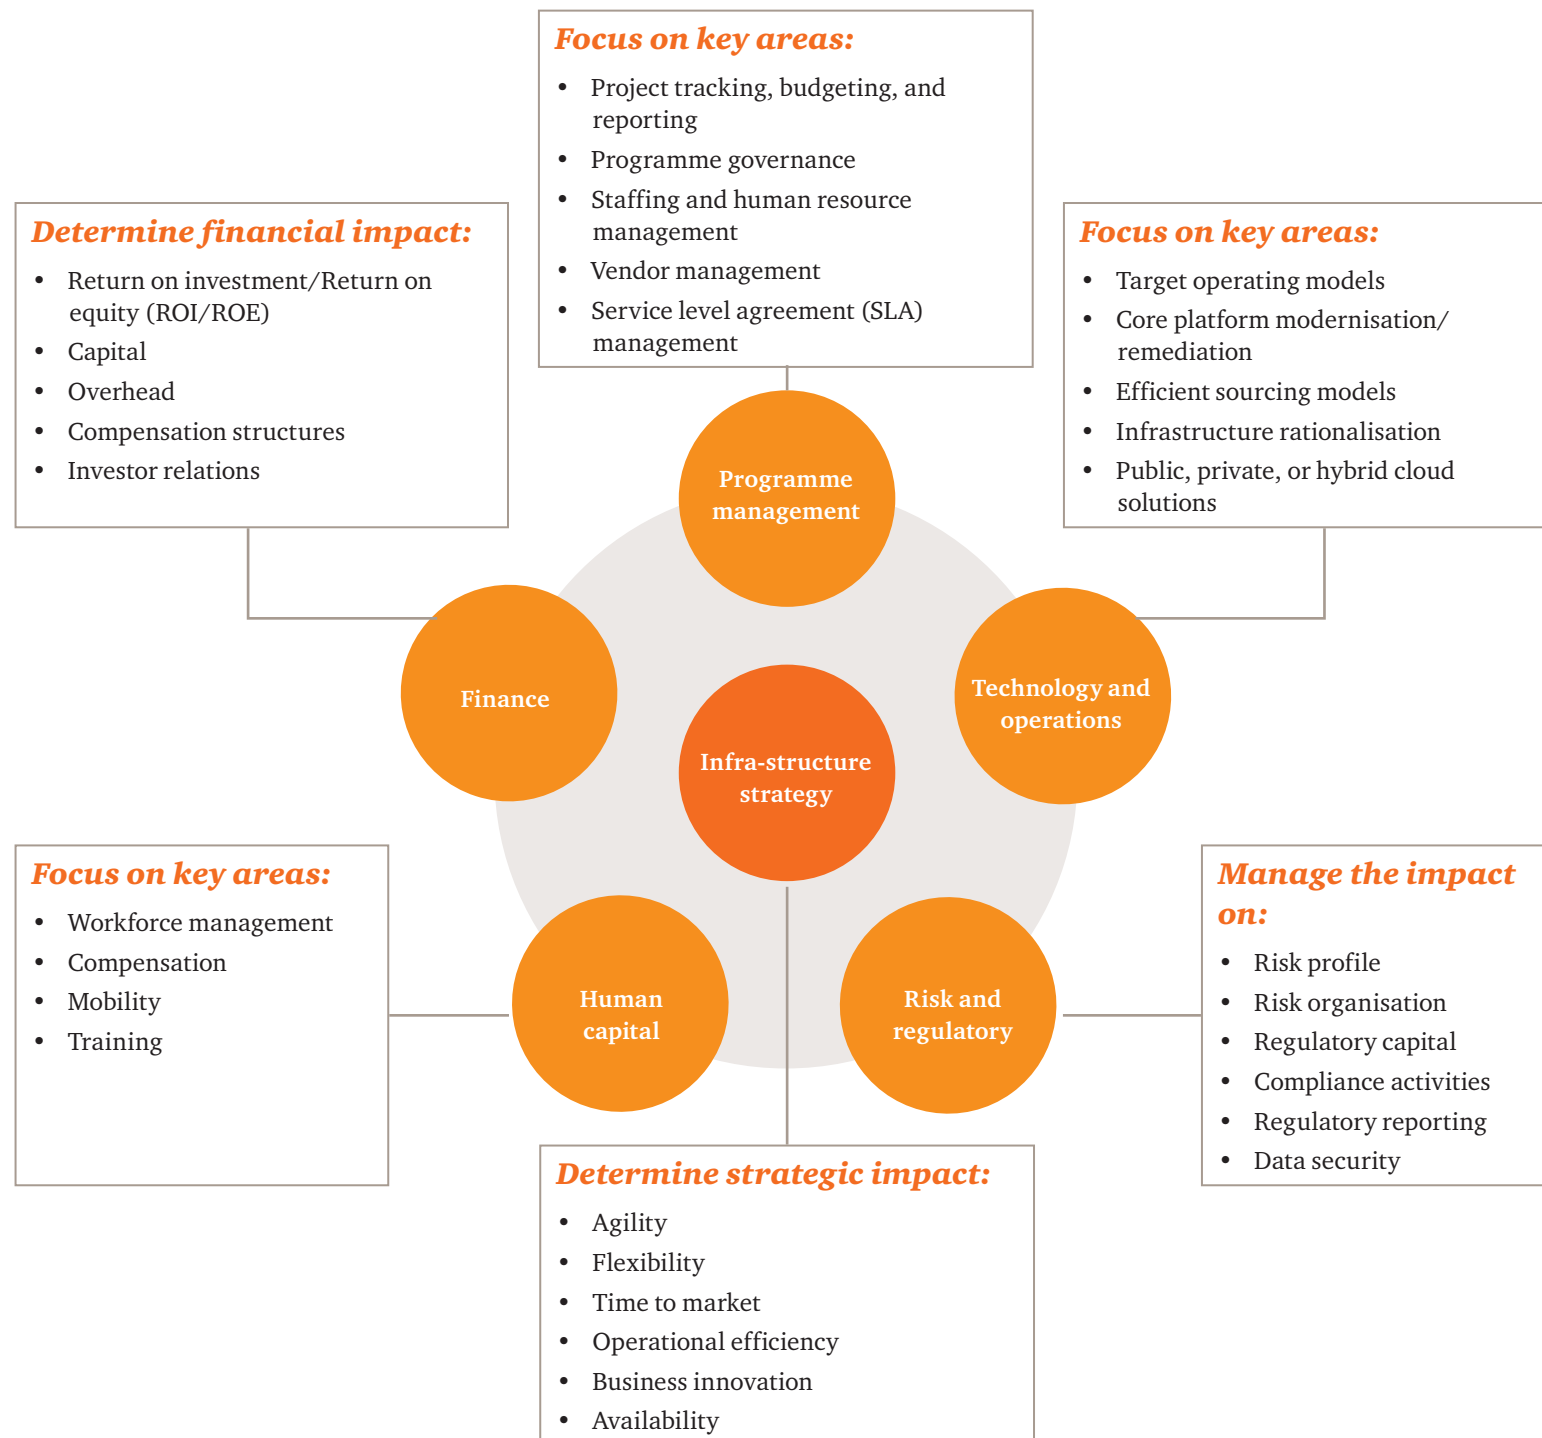 Focus on key areas:
• Project tracking, budgeting, and
reporting
• Programme governance
• Staffing and human resource
management
• Vendor management
• Service level agreement (SLA)
management
Determine financial impact:
• Return on investment/Return on
equity (ROI/ROE)
• Capital
• Overhead
• Compensation structures
• Investor relations
Focus on key areas:
• Target operating models
• Core platform modernisation/
remediation
• Efficient sourcing models
• Infrastructure rationalisation
• Public, private, or hybrid cloud
solutions
Programme
management
Finance
Technology and
operations
Infra-structure
strategy
Human
capital
Risk and
regulatory
Focus on key areas:
• Workforce management
• Compensation
• Mobility
• Training
Manage the impact
on:
• Risk profile
• Risk organisation
• Regulatory capital
• Compliance activities
• Regulatory reporting
• Data security
Determine strategic impact:
• Agility
• Flexibility
• Time to market
• Operational efficiency
• Business innovation
• Availability